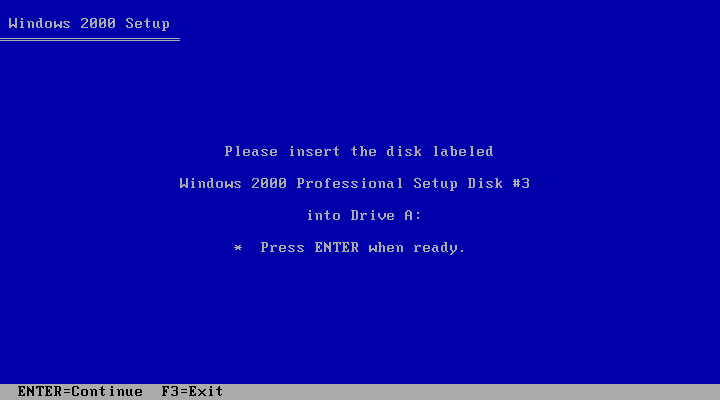 Windows 2000 Setup
Please insert the disk labeled
Windows 2000 Professional Setup Disk #3
into Drive A:
* Press ENTER when ready.
ENTER=Continue F3=Exit